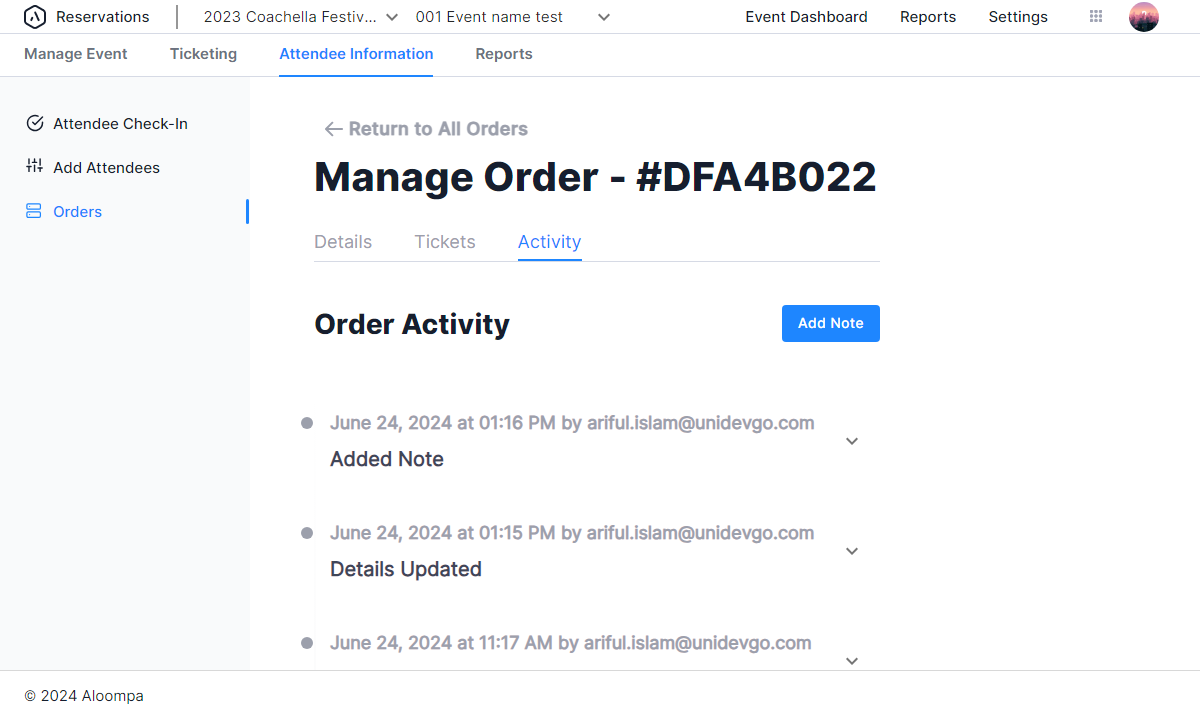 Reservations
2023 Coachella Festiv...
001 Event name test
Event Dashboard
Reports
Settings
Manage Event
Ticketing
Attendee Information
Reports
Attendee Check-In
Add Attendees
Orders
Return to All Orders
Manage Order - #DFA4B022
Details
Tickets
Activity
Order Activity
Add Note
June 24, 2024 at 01:16 PM by ariful.islam@unidevgo.com
Added Note
June 24, 2024 at 01:15 PM by ariful.islam@unidevgo.com
Details Updated
June 24, 2024 at 11:17 AM by ariful.islam@unidevgo.com
© 2024 Aloompa